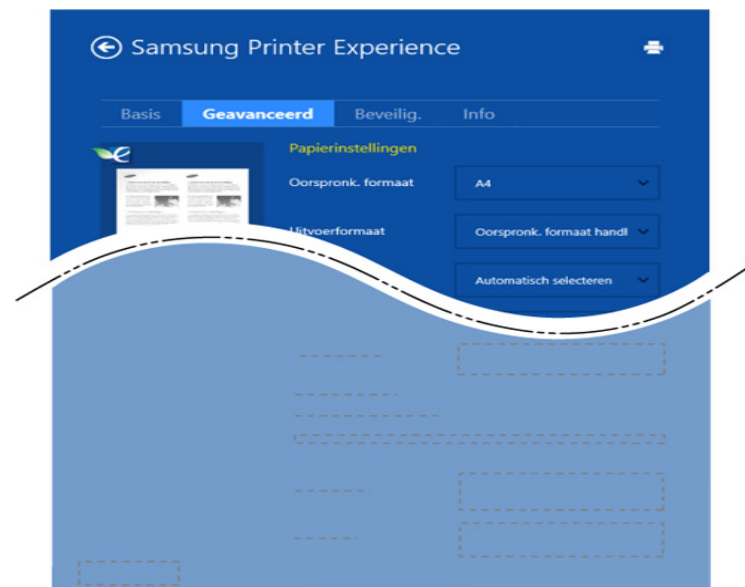 Samsung Printer Experience
Basis Geavanceerd Beveilig. Info
Papierinstellingen
Oorspronk. formaat A4
Uitvoerformaat Oorspronk. formaat handl
Automatisch selecteren